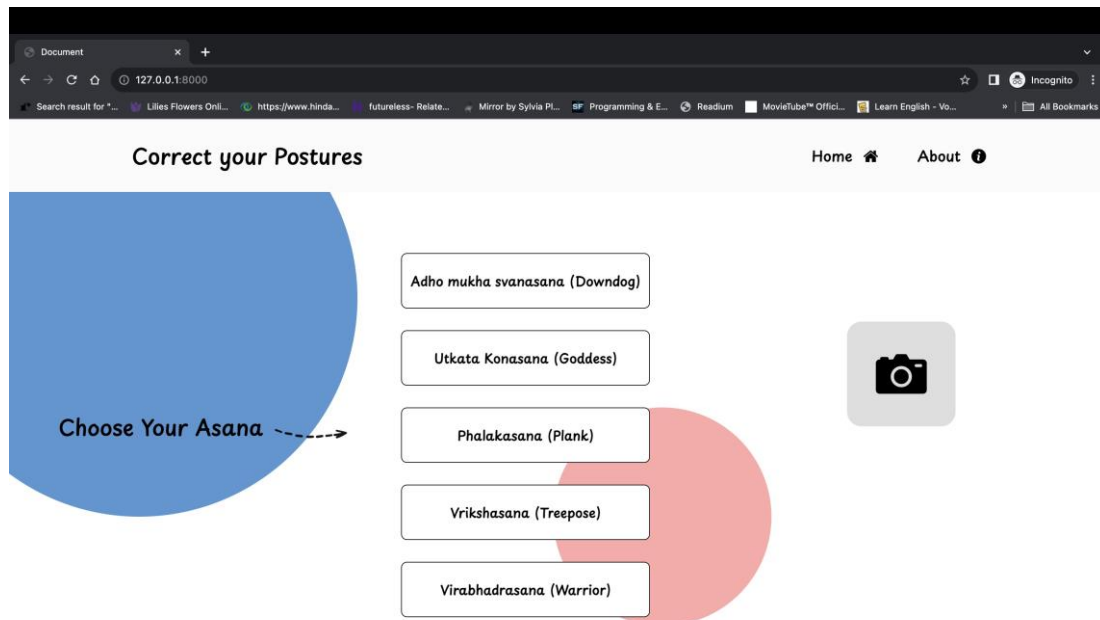 Document
127.0.0.1:8000
Incognito
Search result for "...
Lilies Flowers Onli...
https://www.hinda...
futureless- Relate...
Mirror by Sylvia Pl...
SF Programming & E...
Readium
MovieTube™ Offici...
Learn English - Vo...
»
All Bookmarks
Correct your Postures
Home
About
Adho mukha svanasana (Downdog)
Utkata Konasana (Goddess)
Choose Your Asana
Phalakasana (Plank)
Vrikshasana (Treepose)
Virabhadrasana (Warrior)